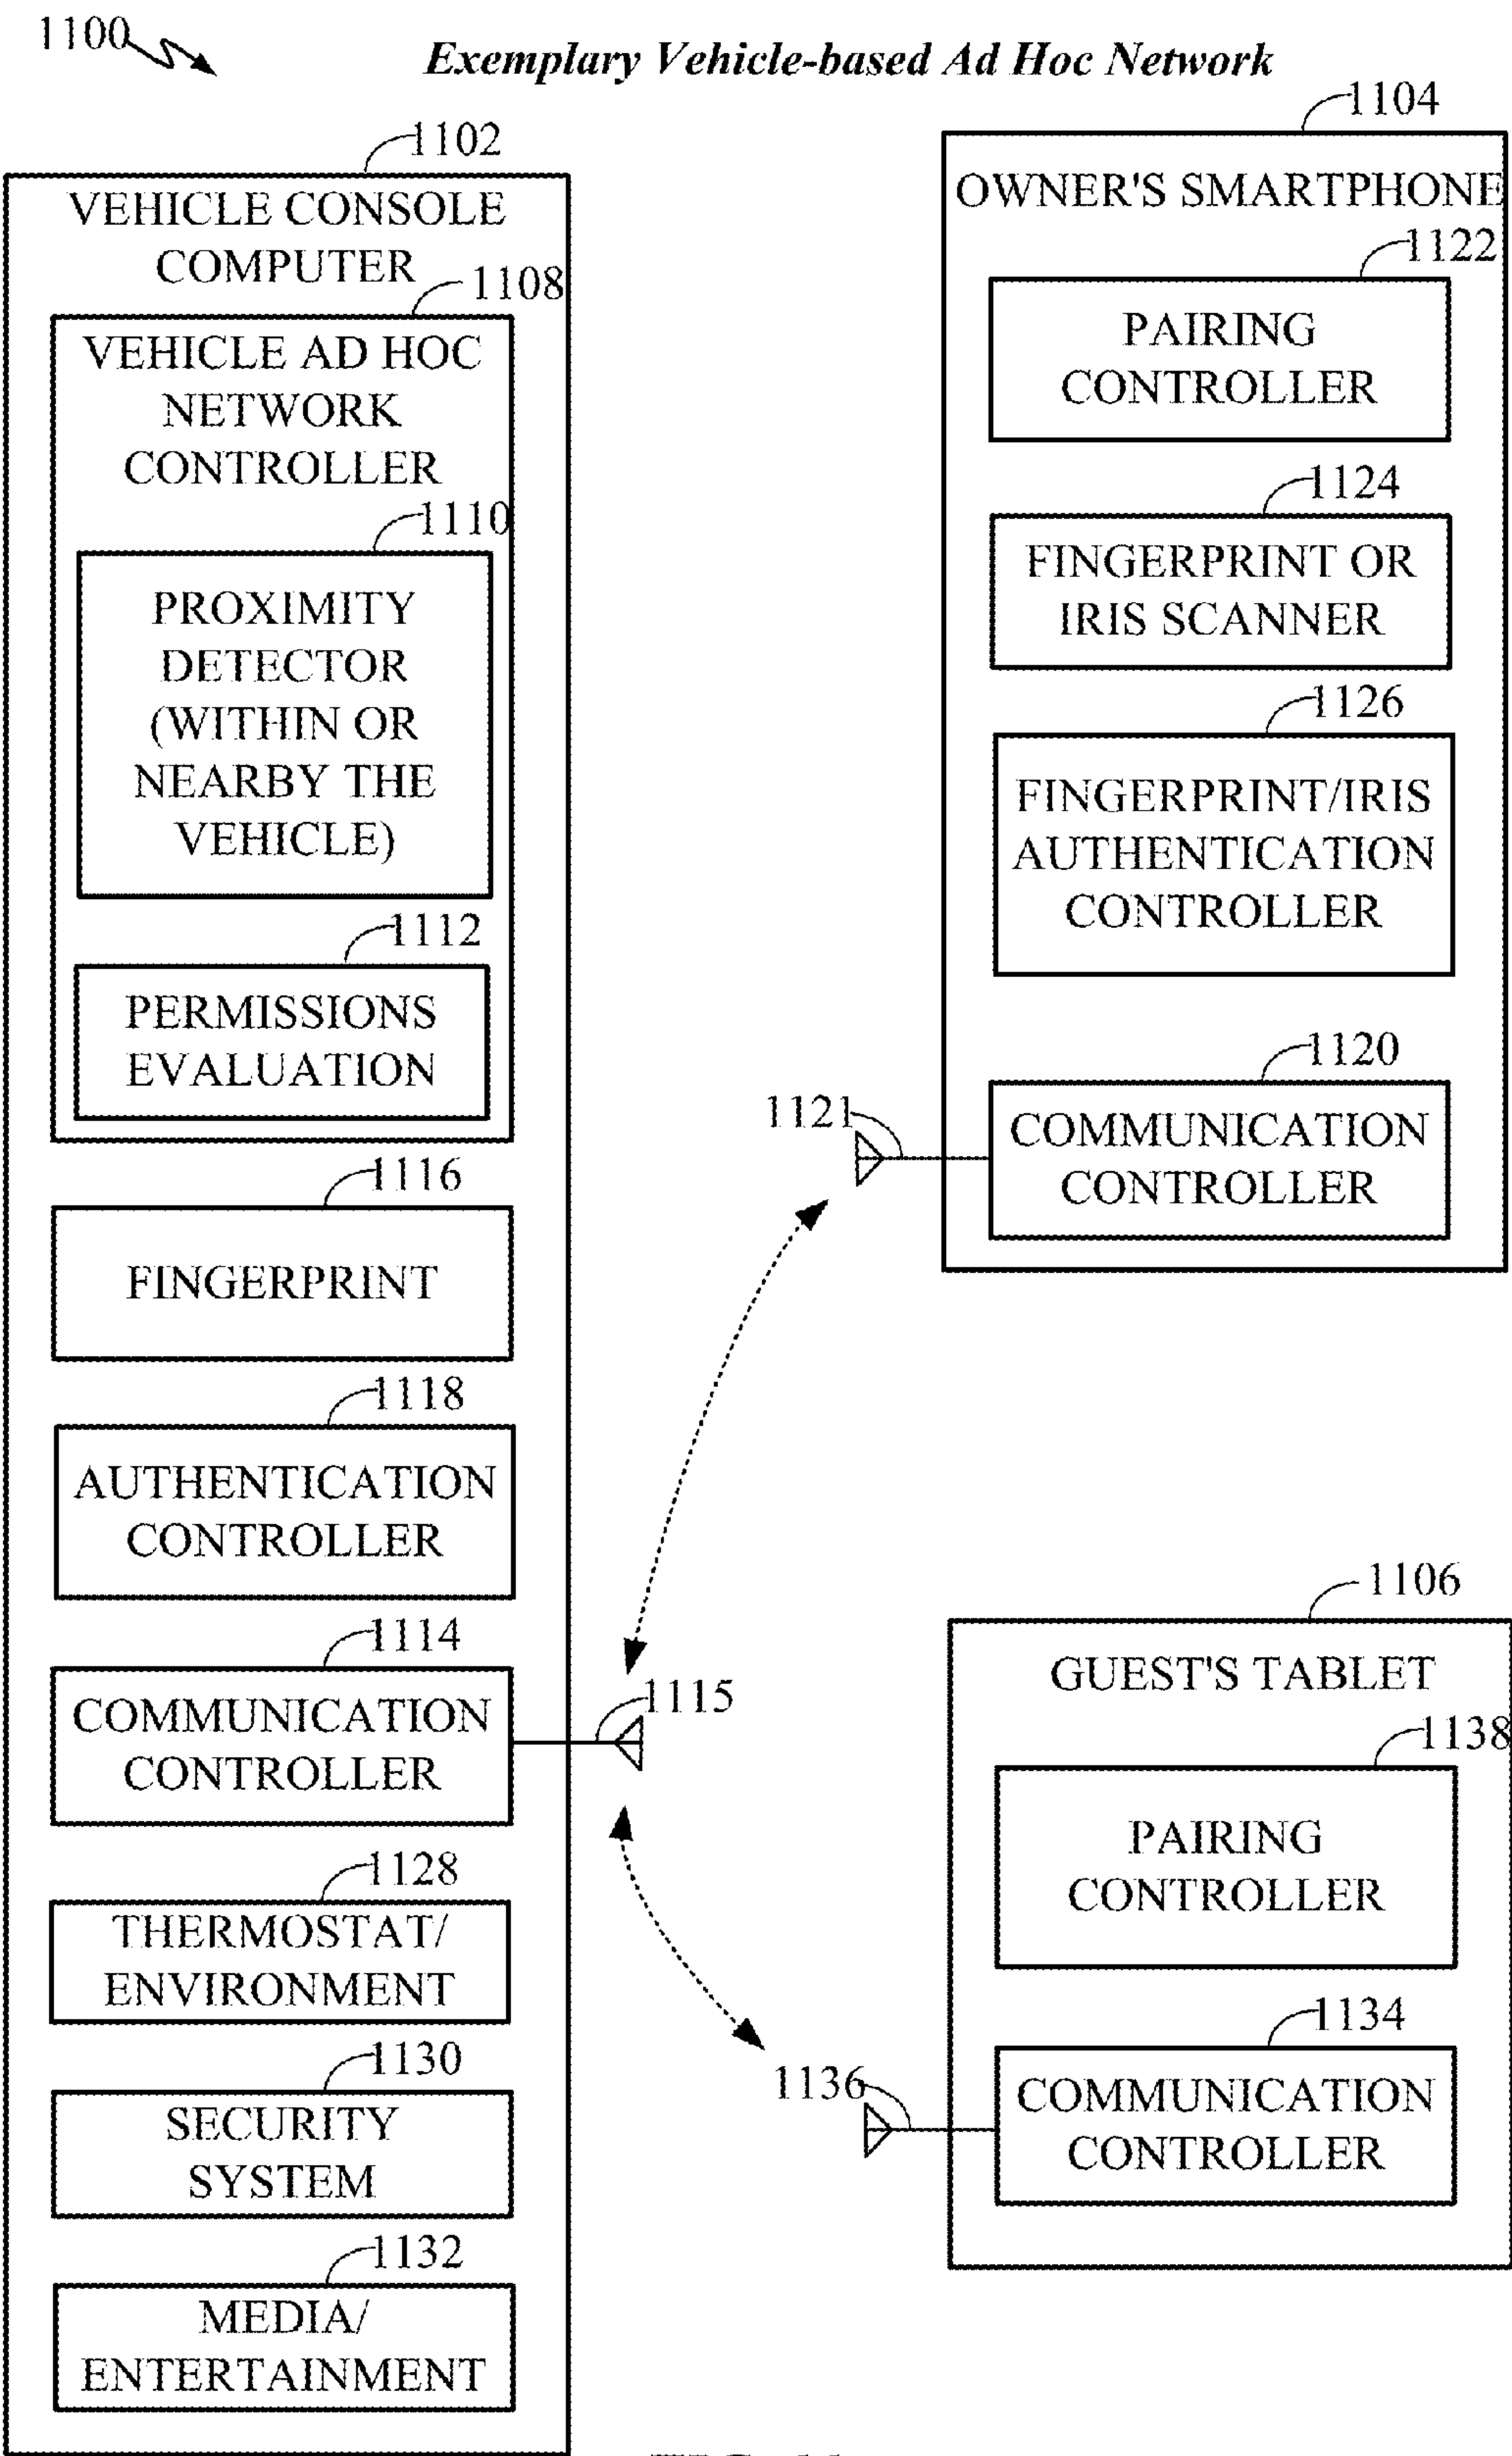 1100
Exemplary Vehicle-based Ad Hoc Network
1102
VEHICLE CONSOLE
COMPUTER
1108
VEHICLE AD HOC
NETWORK
CONTROLLER
1110
PROXIMITY
DETECTOR
(WITHIN OR
NEARBY THE
VEHICLE)
1112
PERMISSIONS
EVALUATION
1116
FINGERPRINT
1118
AUTHENTICATION
CONTROLLER
1114
COMMUNICATION
CONTROLLER
1115
1128
THERMOSTAT/
ENVIRONMENT
1130
SECURITY
SYSTEM
1132
MEDIA/
ENTERTAINMENT
1104
OWNER'S SMARTPHONE
1122
PAIRING
CONTROLLER
1124
FINGERPRINT OR
IRIS SCANNER
1126
FINGERPRINT/IRIS
AUTHENTICATION
CONTROLLER
1120
COMMUNICATION
CONTROLLER
1121
1106
GUEST'S TABLET
1138
PAIRING
CONTROLLER
1134
COMMUNICATION
CONTROLLER
1136